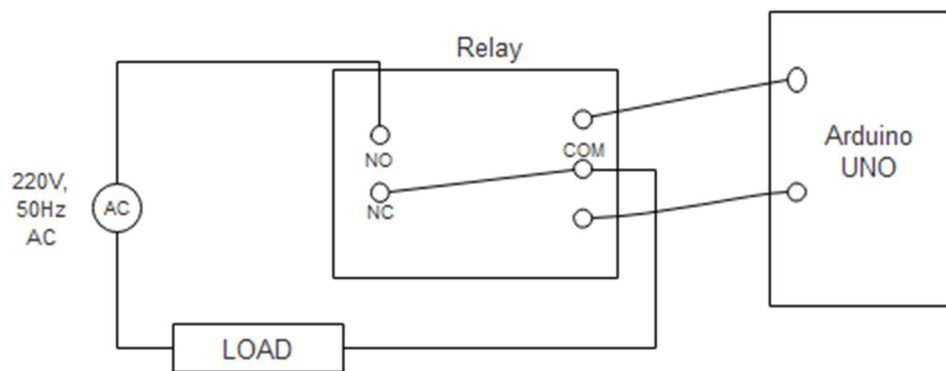 Relay
NO
COM
NC
Arduino
UNO
220V,
50Hz
AC
AC
LOAD